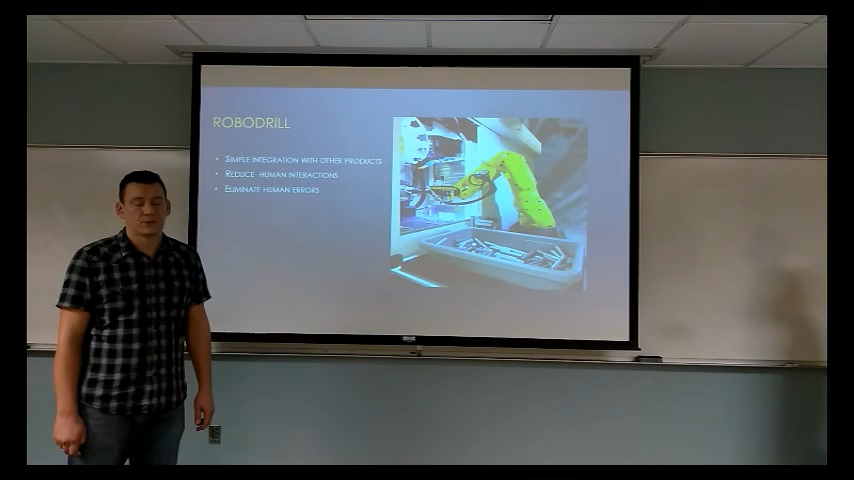 ROBODRILL
• SIMPLE INTEGRATION WITH OTHER PRODUCTS
• REDUCE HUMAN INTERACTIONS
• ELIMINATE HUMAN ERRORS